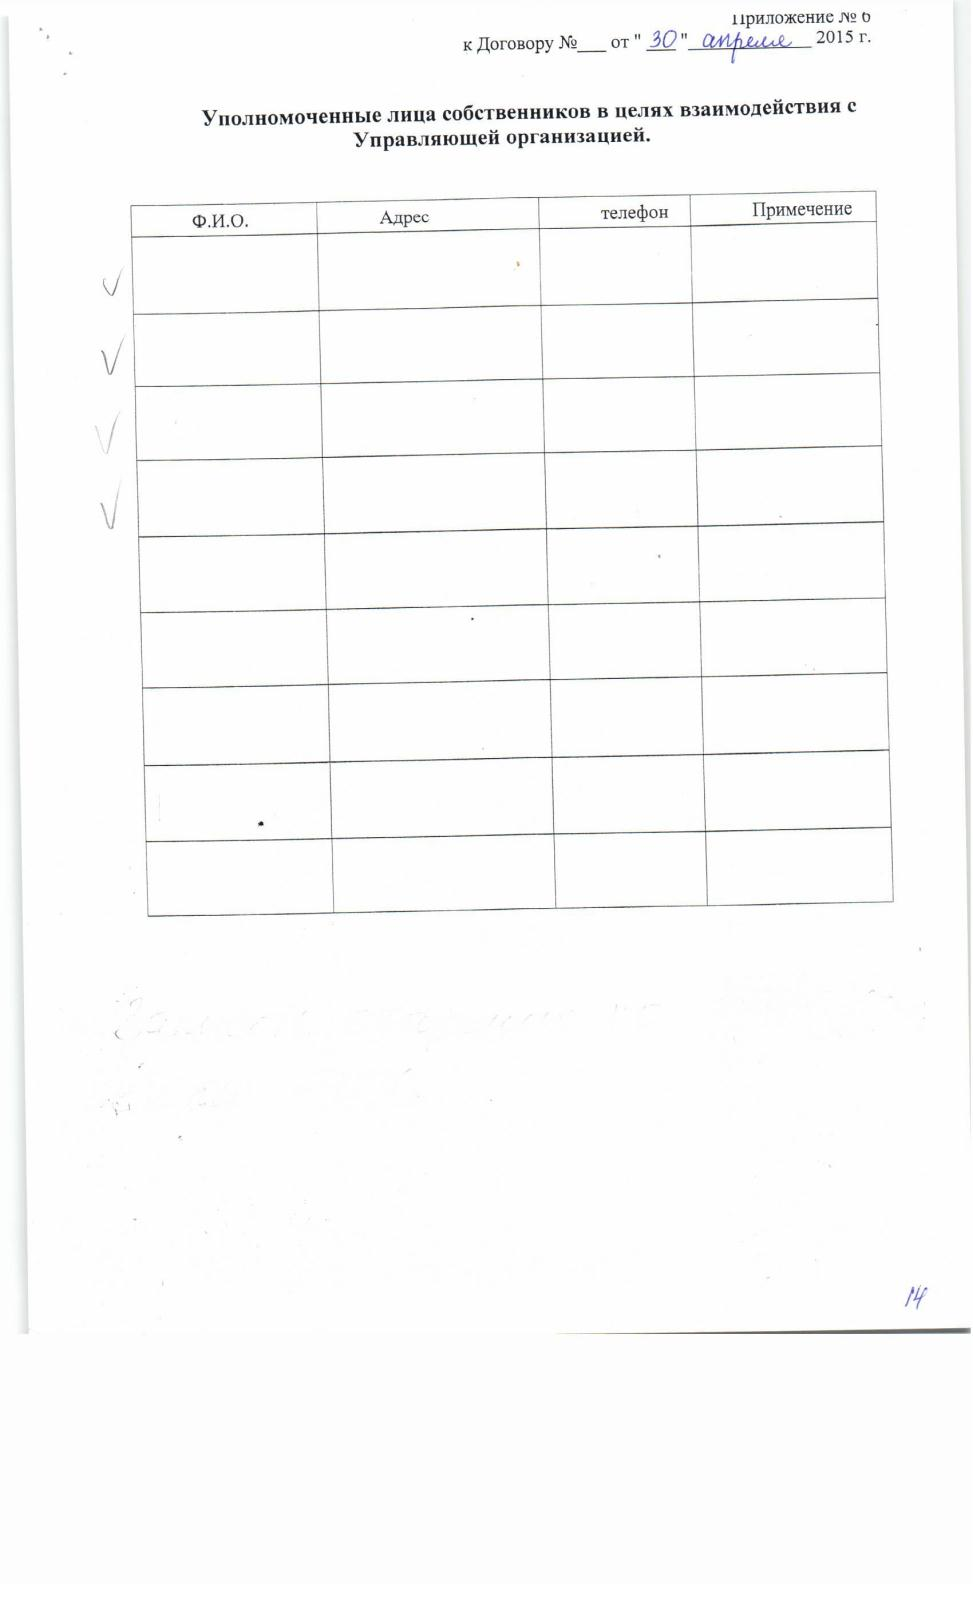 Приложение № 6
к Договору №___ от " 30 " апреля 2015 г.
Уполномоченные лица собственников в целях взаимодействия с
Управляющей организацией.
Ф.И.О. Адрес телефон Примечение
14